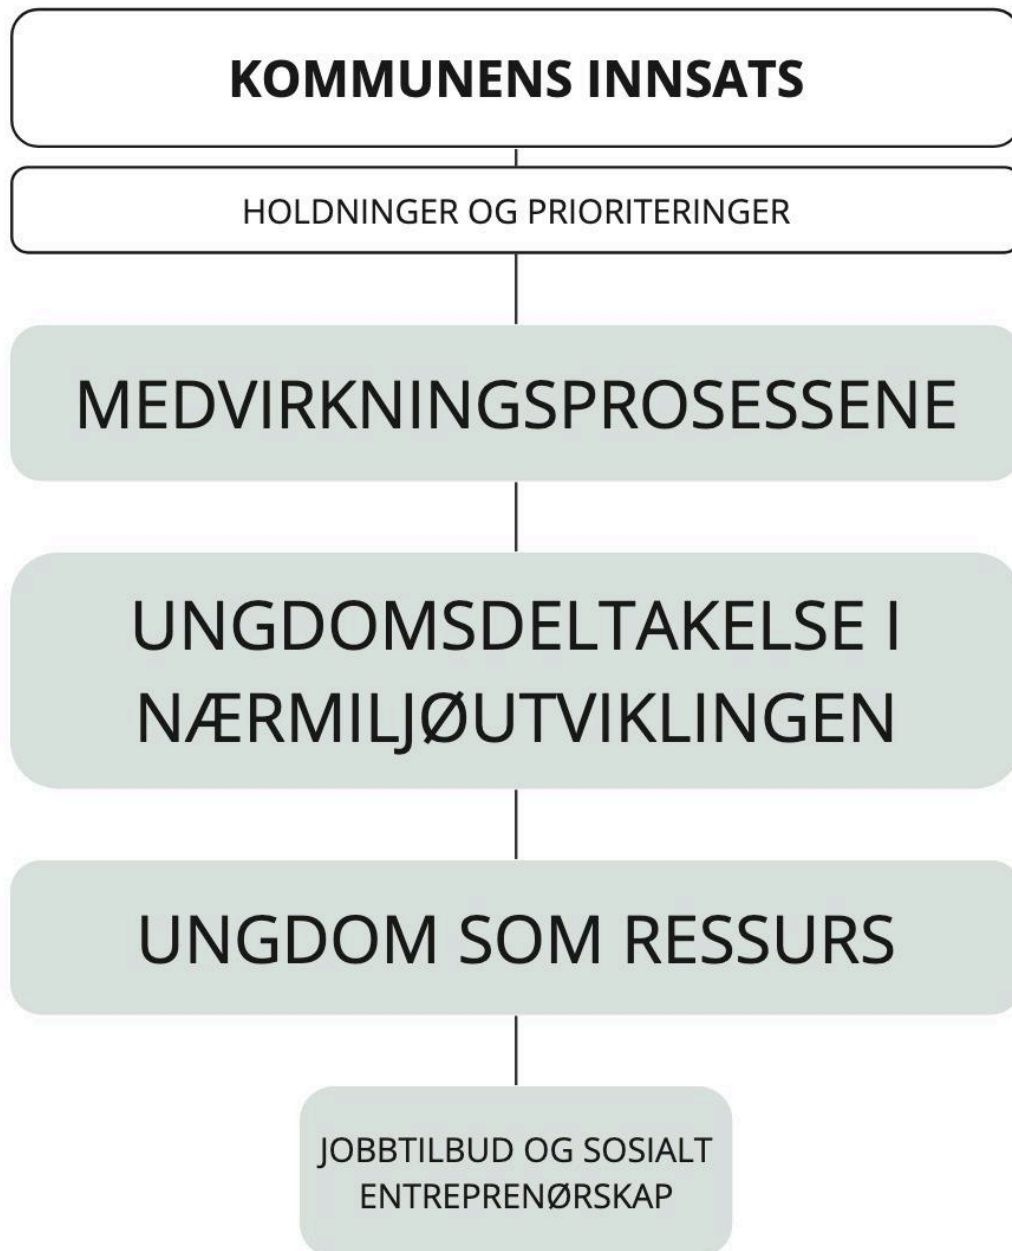 KOMMUNENS INNSATS
HOLDNINGER OG PRIORITERINGER
MEDVIRKNINGSPROSESSENE
UNGDOMSDELTAKELSE I
NÆRMILJØUTVIKLINGEN
UNGDOM SOM RESSURS
JOBBTILBUD OG SOSIALT
ENTREPRENØRSKAP